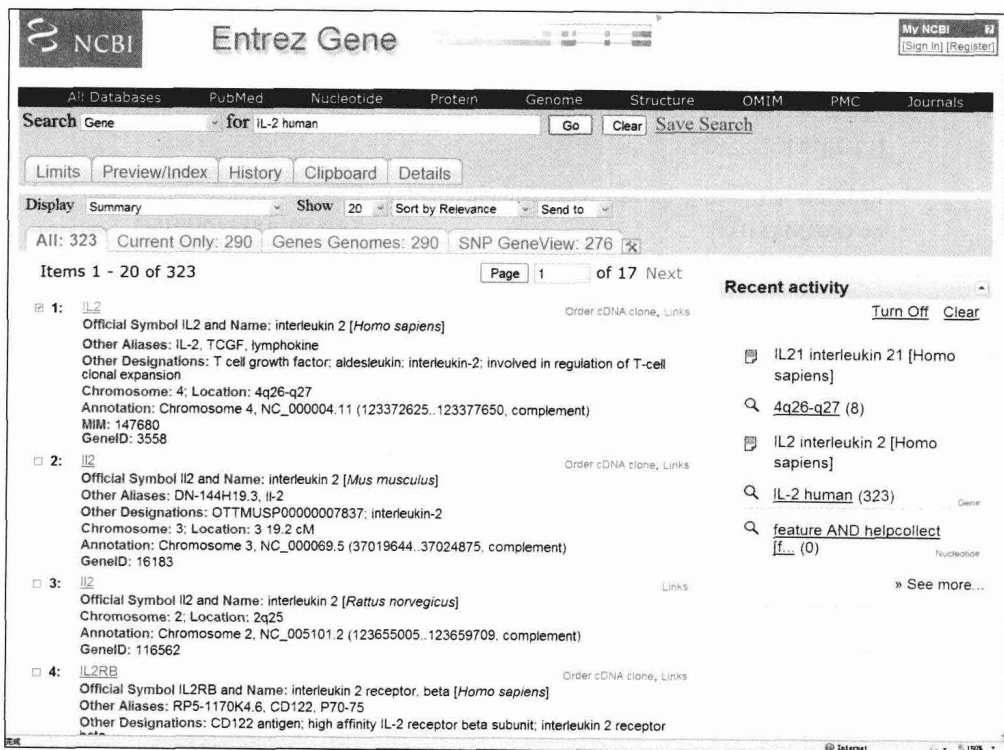 NCBI
Entrez Gene
My NCBI
[Sign In] [Register]
All Databases PubMed Nucleotide Protein Genome Structure OMIM PMC Journals
Search Gene for IL-2 human Go Clear Save Search
Limits Preview/Index History Clipboard Details
Display Summary Show 20 Sort by Relevance Send to
All: 323 Current Only: 290 Genes Genomes: 290 SNP GeneView: 276
Items 1 - 20 of 323 Page 1 of 17 Next
1: IL2 Order cDNA clone, Links
Official Symbol IL2 and Name: interleukin 2 [Homo sapiens]
Other Aliases: IL-2, TCGF, lymphokine
Other Designations: T cell growth factor; aldesleukin; interleukin-2; involved in regulation of T-cell
clonal expansion
Chromosome: 4; Location: 4q26-q27
Annotation: Chromosome 4, NC_000004.11 (123372625..123377650, complement)
MIM: 147680
GeneID: 3558
2: Il2 Order cDNA clone, Links
Official Symbol Il2 and Name: interleukin 2 [Mus musculus]
Other Aliases: DN-144H19.3, Il-2
Other Designations: OTTMUSP00000007837; interleukin-2
Chromosome: 3; Location: 3 19.2 cM
Annotation: Chromosome 3, NC_000069.5 (37019644..37024875, complement)
GeneID: 16183
3: Il2 Links
Official Symbol Il2 and Name: interleukin 2 [Rattus norvegicus]
Chromosome: 2; Location: 2q25
Annotation: Chromosome 2, NC_005101.2 (123655005..123659709, complement)
GeneID: 116562
4: IL2RB Order cDNA clone, Links
Official Symbol IL2RB and Name: interleukin 2 receptor, beta [Homo sapiens]
Other Aliases: RP5-1170K4.6, CD122, P70-75
Other Designations: CD122 antigen; high affinity IL-2 receptor beta subunit; interleukin 2 receptor
Recent activity
Turn Off Clear
IL21 interleukin 21 [Homo
sapiens]
4q26-q27 (8)
IL2 interleukin 2 [Homo
sapiens]
IL-2 human (323)
Gene
feature AND helpcollect
[f... (0)
Nucleotide
» See more...
完成 Internet 150%